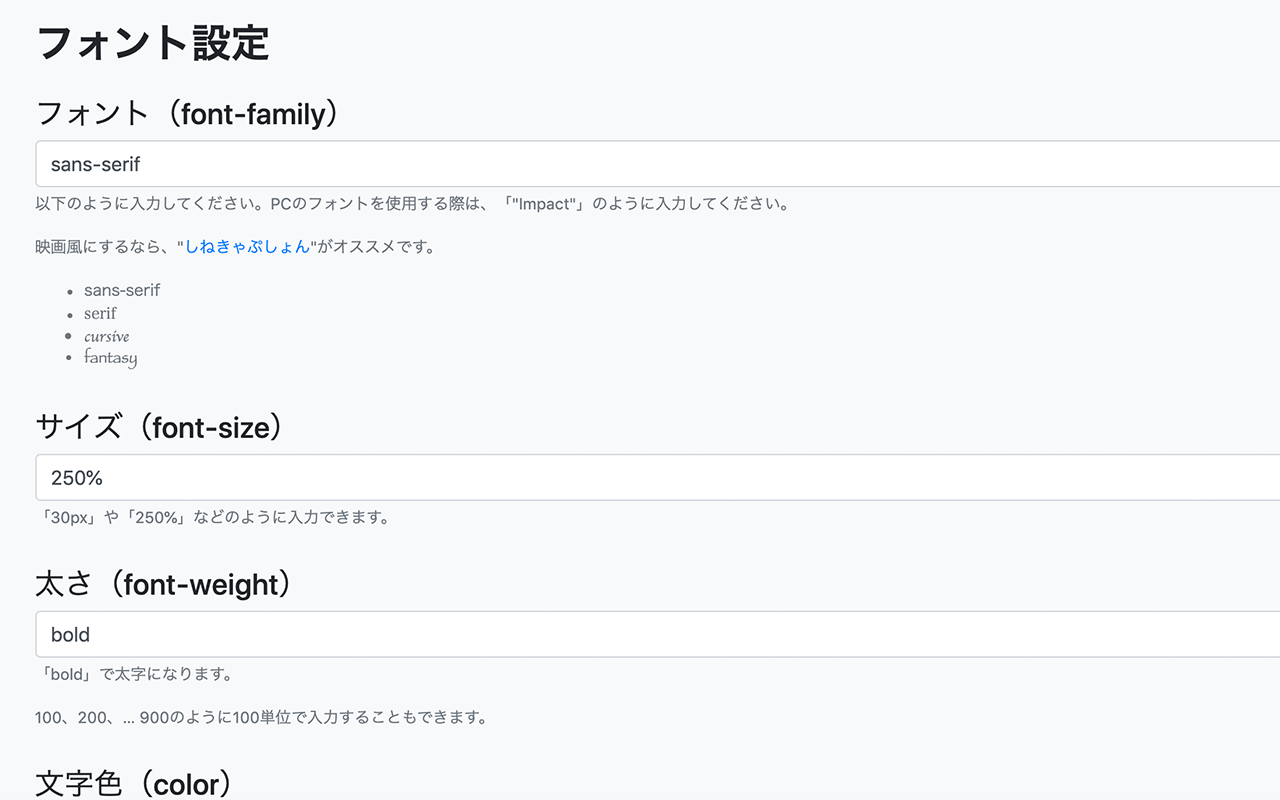 フォント設定
フォント（font-family）
sans-serif
以下のように入力してください。PCのフォントを使用する際は、「"Impact"」のように入力してください。
映画風にするなら、"しねきゃぷしょん"がオススメです。
sans-serif
serif
cursive
fantasy
サイズ（font-size）
250%
「30px」や「250%」などのように入力できます。
太さ（font-weight）
bold
「bold」で太字になります。
100、200、... 900のように100単位で入力することもできます。
文字色（color）